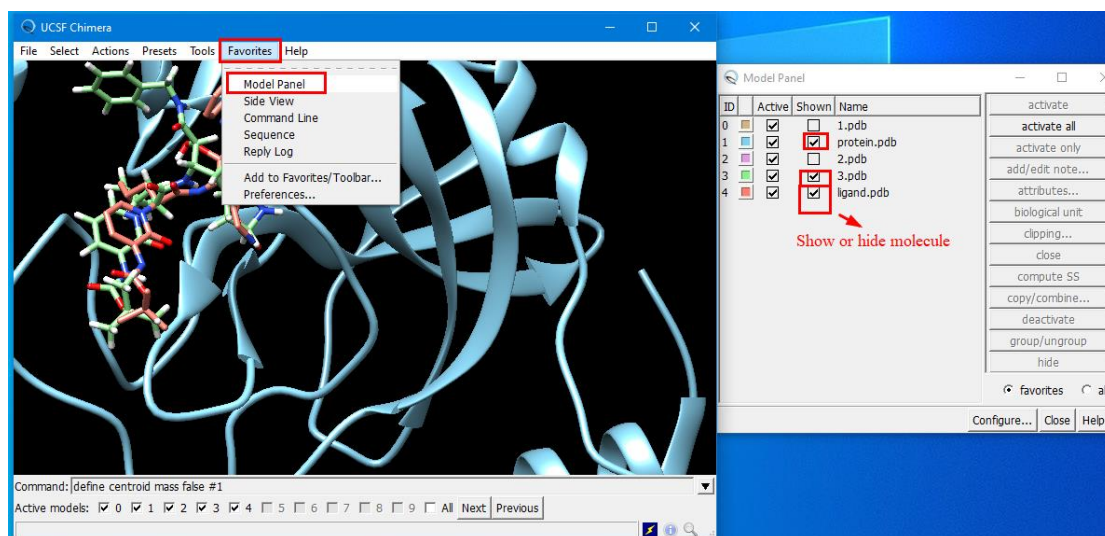 UCSF Chimera
File Select Actions Presets Tools Favorites Help
Model Panel
Side View
Command Line
Sequence
Reply Log
Add to Favorites/Toolbar...
Preferences...
Command: define centroid mass false #1
Active models: 0 1 2 3 4 5 6 7 8 9 All Next Previous
Model Panel
ID Active Shown Name
0 1.pdb
1 protein.pdb
2 2.pdb
3 3.pdb
4 ligand.pdb
Show or hide molecule
activate
activate all
activate only
add/edit note...
attributes...
biological unit
clipping...
close
compute SS
copy/combine...
deactivate
group/ungroup
hide
favorites
Configure... Close Help